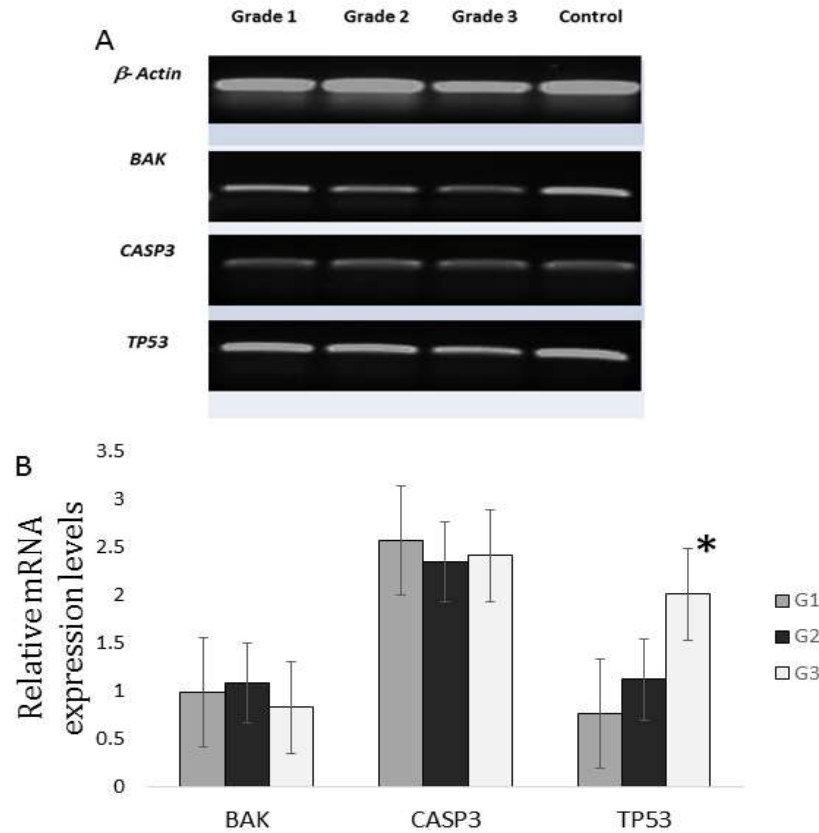 Grade 1 Grade 2 Grade 3 Control
A
β- Actin
BAK
CASP3
TP53
B
Relative mRNA
expression levels
3.5
3
2.5
2
1.5
1
0.5
0
*
G1
G2
G3
BAK CASP3 TP53